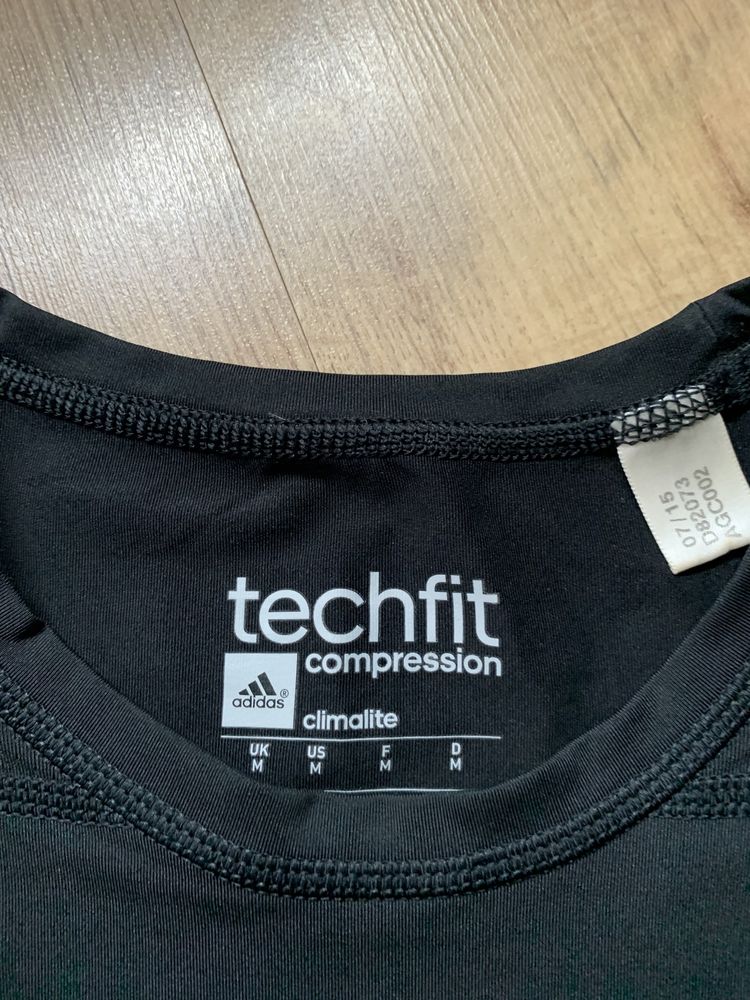 07/15
D82073
AGC002
techfit
compression
adidas®
climalite
UK US F D
M M M M